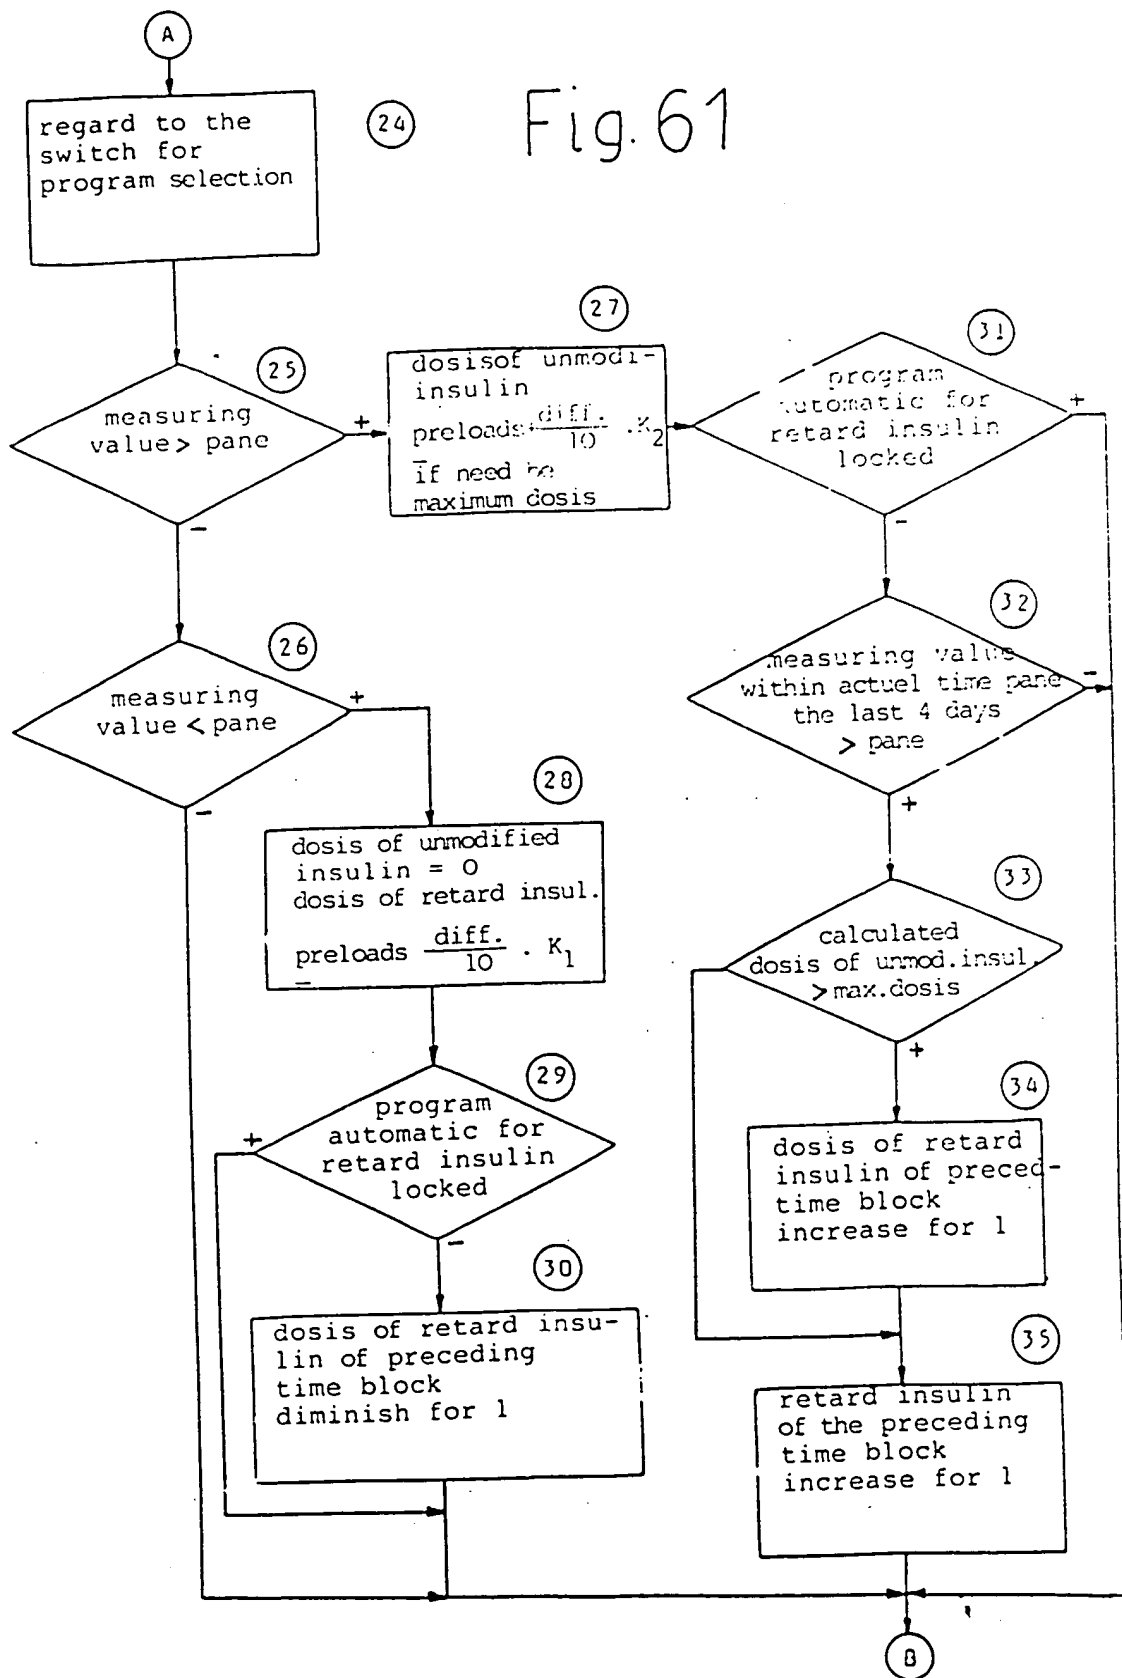 A
regard to the
switch for
program selection
24
Fig. 61
25
measuring
value > pane
+
−
27
dosisof unmodi-
insulin
preloads+ diff./10 . K2
if need be
maximum dosis
31
program
automatic for
retard insulin
locked
+
−
26
measuring
value < pane
+
−
32
measuring value
within actuel time pane
the last 4 days
> pane
−
+
28
dosis of unmodified
insulin = 0
dosis of retard insul.
preloads diff./10 . K1
−
33
calculated
dosis of unmod.insul.
> max.dosis
+
29
program
automatic for
retard insulin
locked
+
−
34
dosis of retard
insulin of preced-
time block
increase for 1
30
dosis of retard insu-
lin of preceding
time block
diminish for 1
35
retard insulin
of the preceding
time block
increase for 1
B